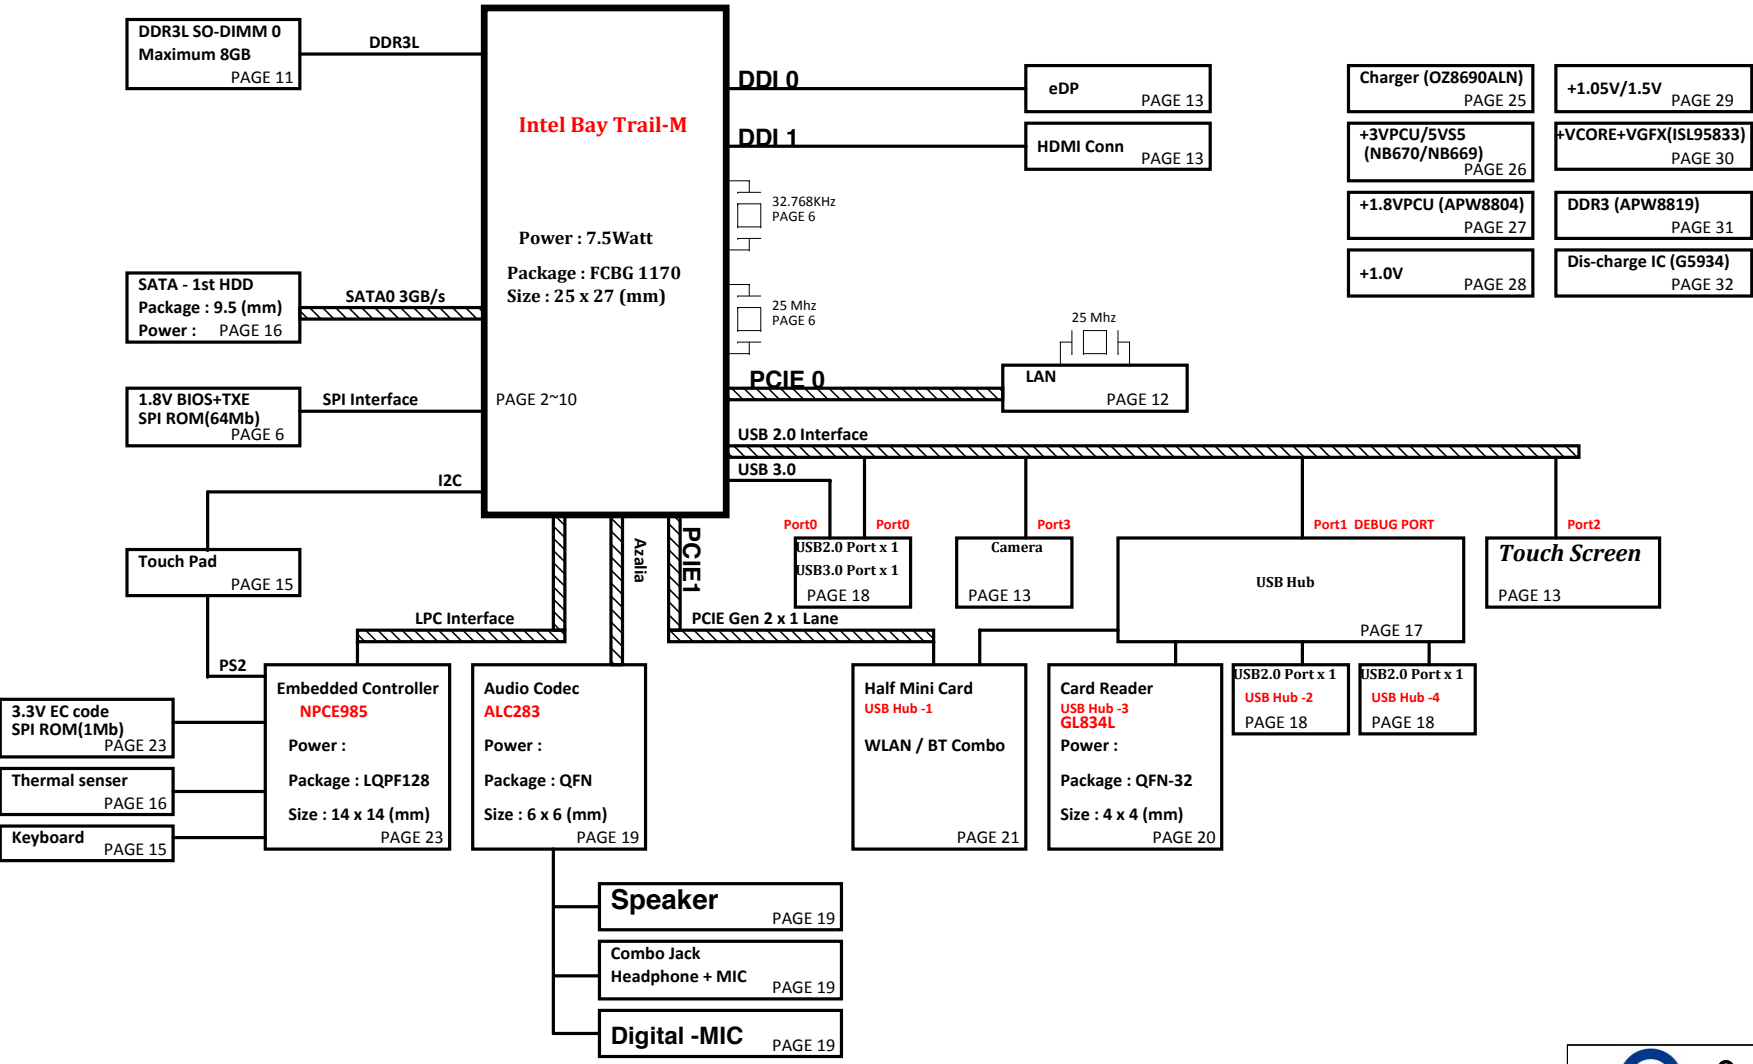 DDR3L SO-DIMM 0
Maximum 8GB
PAGE 11
DDR3L
Intel Bay Trail-M
Power : 7.5Watt
Package : FCBG 1170
Size : 25 x 27 (mm)
PAGE 2~10
DDI 0
eDP
PAGE 13
DDI 1
HDMI Conn
PAGE 13
32.768KHz
PAGE 6
25 Mhz
PAGE 6
Charger (OZ8690ALN)
PAGE 25
+1.05V/1.5V
PAGE 29
+3VPCU/5VS5
(NB670/NB669)
PAGE 26
+VCORE+VGFX(ISL95833)
PAGE 30
+1.8VPCU (APW8804)
PAGE 27
DDR3 (APW8819)
PAGE 31
+1.0V
PAGE 28
Dis-charge IC (G5934)
PAGE 32
SATA - 1st HDD
Package : 9.5 (mm)
Power :
PAGE 16
SATA0 3GB/s
25 Mhz
PCIE 0
LAN
PAGE 12
1.8V BIOS+TXE
SPI ROM(64Mb)
PAGE 6
SPI Interface
USB 2.0 Interface
USB 3.0
I2C
Touch Pad
PAGE 15
PS2
Port0
Port0
USB2.0 Port x 1
USB3.0 Port x 1
PAGE 18
Port3
Camera
PAGE 13
Port1 DEBUG PORT
USB Hub
PAGE 17
Port2
Touch Screen
PAGE 13
LPC Interface
Azalia
PCIE1
PCIE Gen 2 x 1 Lane
3.3V EC code
SPI ROM(1Mb)
PAGE 23
Thermal senser
PAGE 16
Keyboard
PAGE 15
Embedded Controller
NPCE985
Power :
Package : LQPF128
Size : 14 x 14 (mm)
PAGE 23
Audio Codec
ALC283
Power :
Package : QFN
Size : 6 x 6 (mm)
PAGE 19
Half Mini Card
USB Hub -1
WLAN / BT Combo
PAGE 21
Card Reader
USB Hub -3
GL834L
Power :
Package : QFN-32
Size : 4 x 4 (mm)
PAGE 20
USB2.0 Port x 1
USB Hub -2
PAGE 18
USB2.0 Port x 1
USB Hub -4
PAGE 18
Speaker
PAGE 19
Combo Jack
Headphone + MIC
PAGE 19
Digital -MIC
PAGE 19